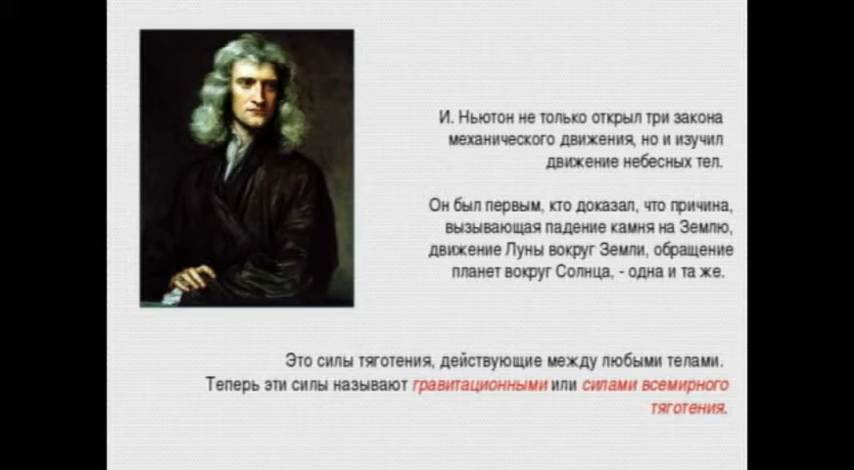 И. Ньютон не только открыл три закона
механического движения, но и изучил
движение небесных тел.
Он был первым, кто доказал, что причина,
вызывающая падение камня на Землю,
движение Луны вокруг Земли, обращение
планет вокруг Солнца, - одна и та же.
Это силы тяготения, действующие между любыми телами.
Теперь эти силы называют гравитационными или силами всемирного
тяготения.